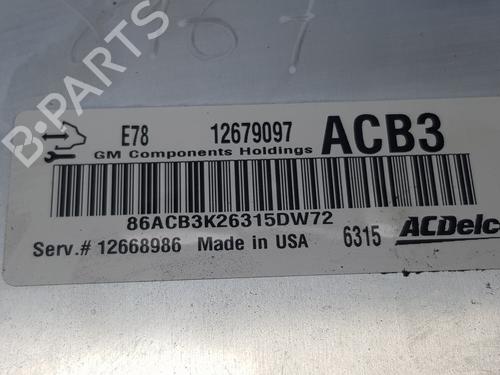 B-PARTS
E78 12679097 ACB3
GM Components Holdings
86ACB3K26315DW72
Serv.# 12668986 Made in USA 6315 ACDelc